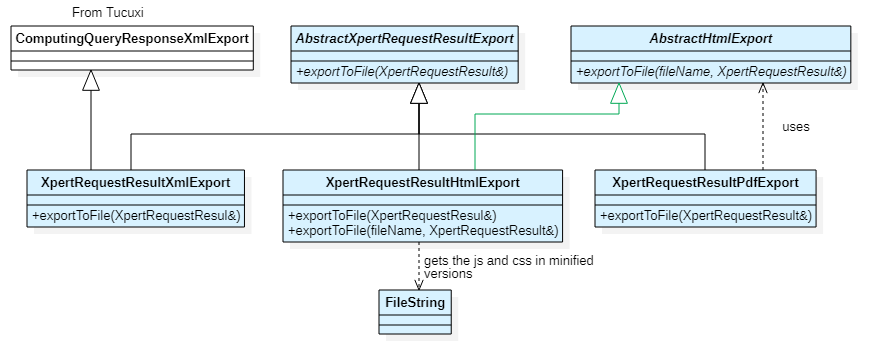 From Tucuxi
ComputingQueryResponseXmlExport
AbstractXpertRequestResultExport
+exportToFile(XpertRequestResult&)
AbstractHtmlExport
+exportToFile(fileName, XpertRequestResult&)
uses
XpertRequestResultXmlExport
+exportToFile(XpertRequestResul&)
XpertRequestResultHtmlExport
+exportToFile(XpertRequestResul&)
+exportToFile(fileName, XpertRequestResult&)
XpertRequestResultPdfExport
+exportToFile(XpertRequestResult&)
gets the js and css in minified
versions
FileString